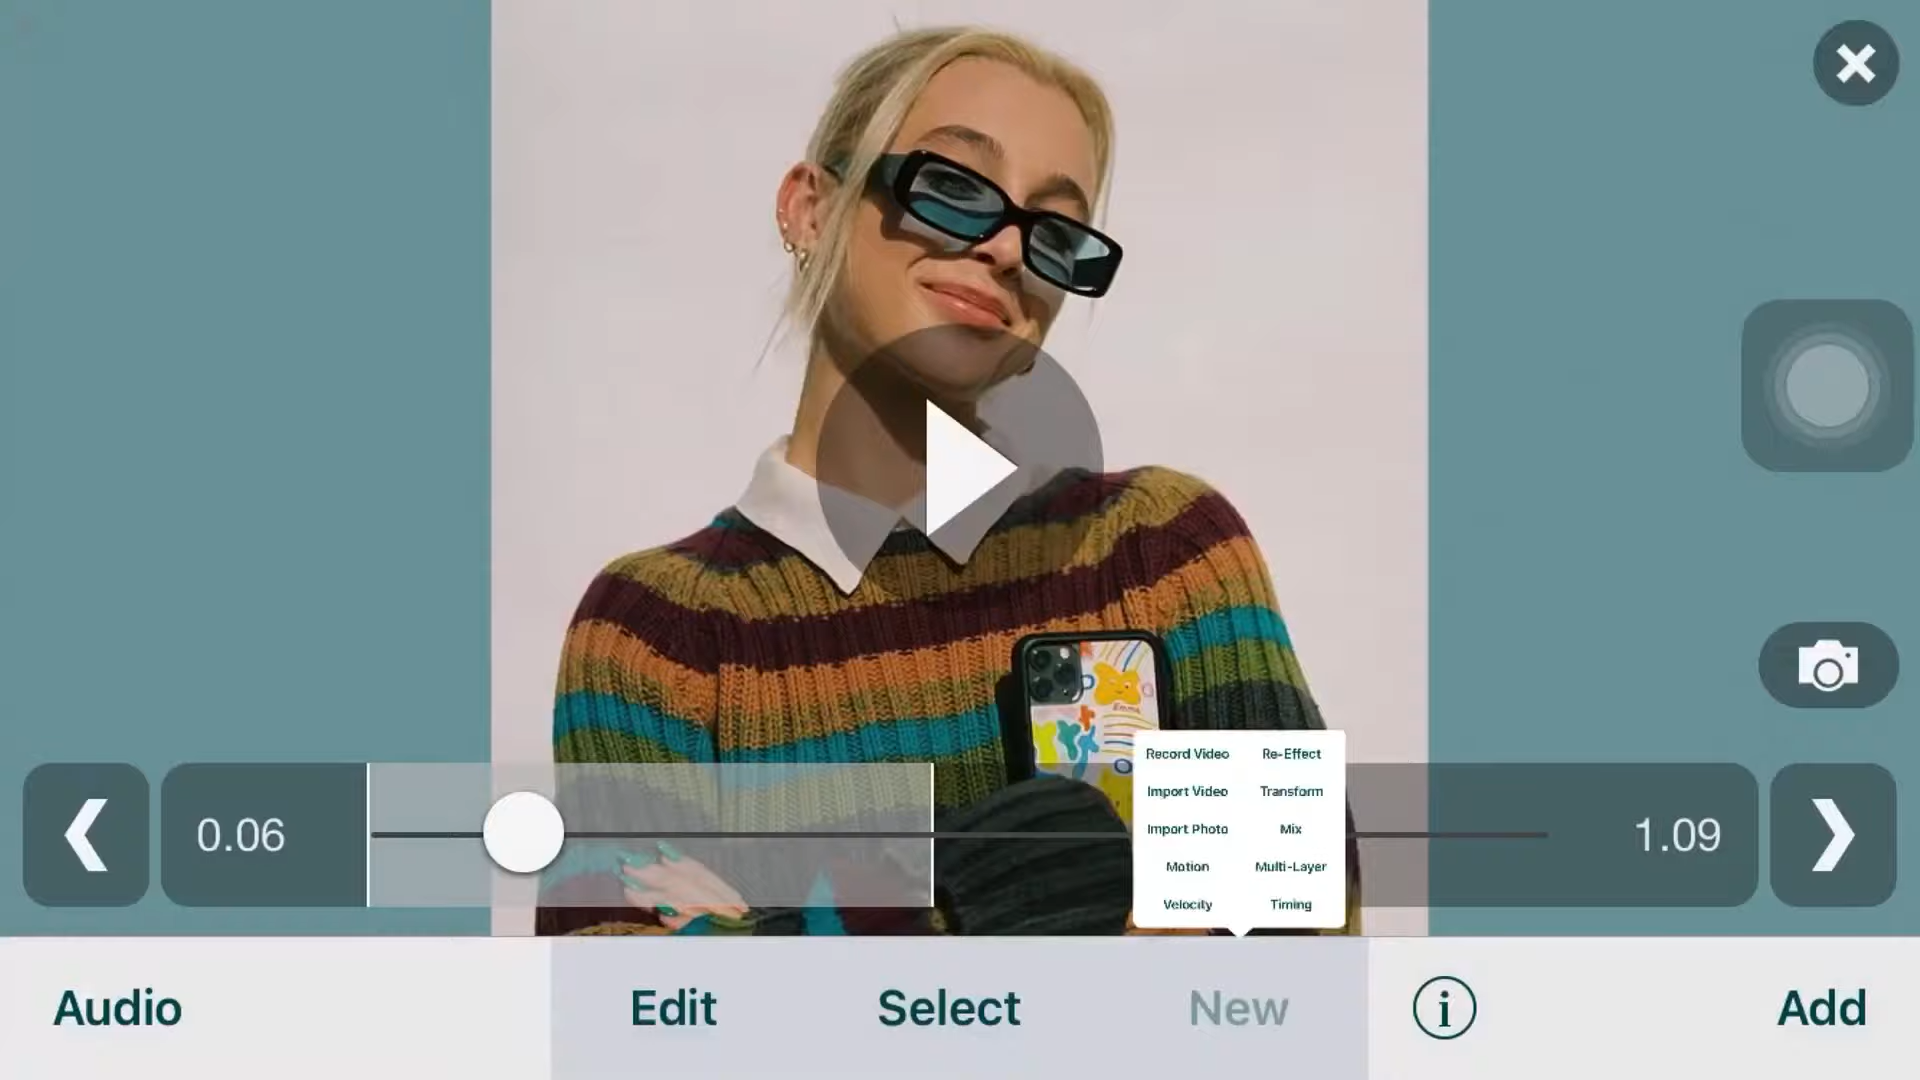 Emma
Record Video Re-Effect
Import Video Transform
Import Photo Mix
Motion Multi-Layer
Velocity Timing
0.06 1.09
Audio Edit Select New i Add